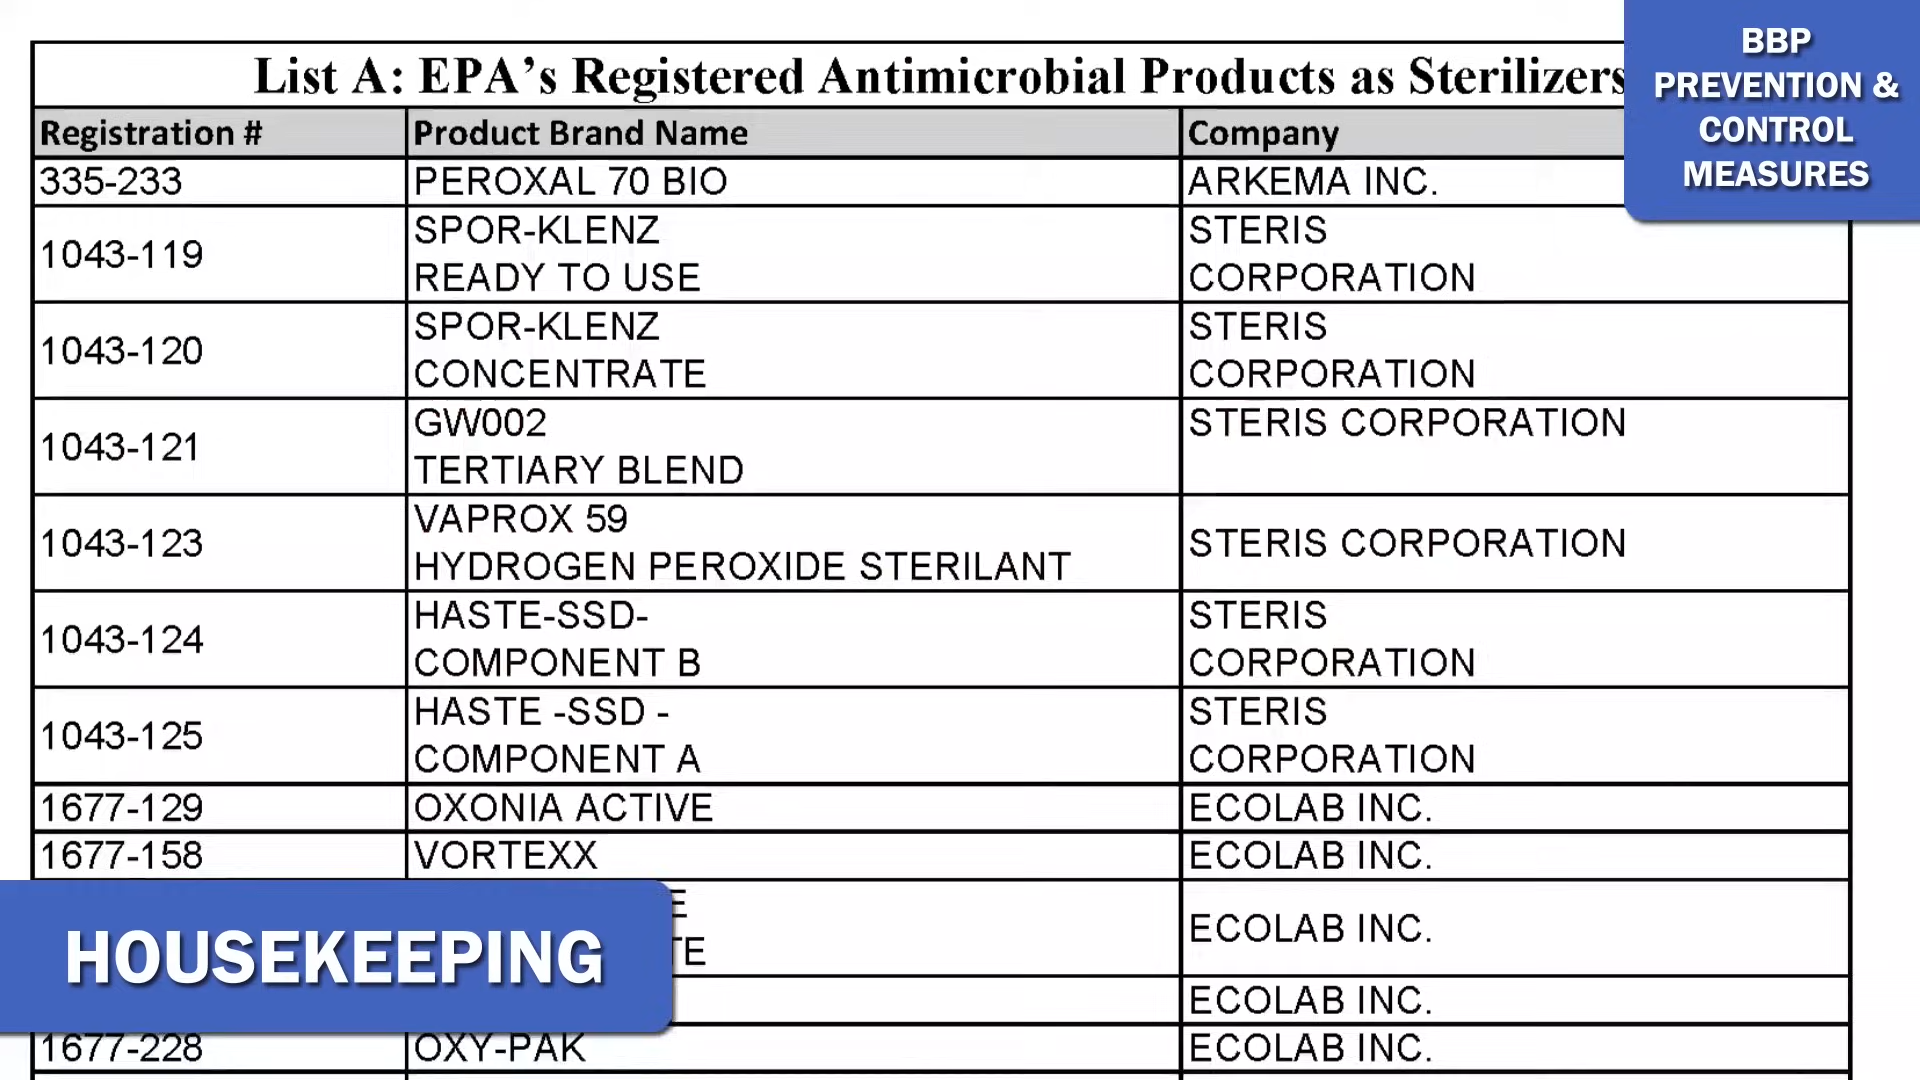 List A: EPA’s Registered Antimicrobial Products as Sterilizers
BBP
PREVENTION &
CONTROL
MEASURES
Registration #
Product Brand Name
Company
335-233
PEROXAL 70 BIO
ARKEMA INC.
1043-119
SPOR-KLENZ
READY TO USE
STERIS
CORPORATION
1043-120
SPOR-KLENZ
CONCENTRATE
STERIS
CORPORATION
1043-121
GW002
TERTIARY BLEND
STERIS CORPORATION
1043-123
VAPROX 59
HYDROGEN PEROXIDE STERILANT
STERIS CORPORATION
1043-124
HASTE-SSD-
COMPONENT B
STERIS
CORPORATION
1043-125
HASTE -SSD -
COMPONENT A
STERIS
CORPORATION
1677-129
OXONIA ACTIVE
ECOLAB INC.
1677-158
VORTEXX
ECOLAB INC.
ECOLAB INC.
HOUSEKEEPING
ECOLAB INC.
1677-228
OXY-PAK
ECOLAB INC.